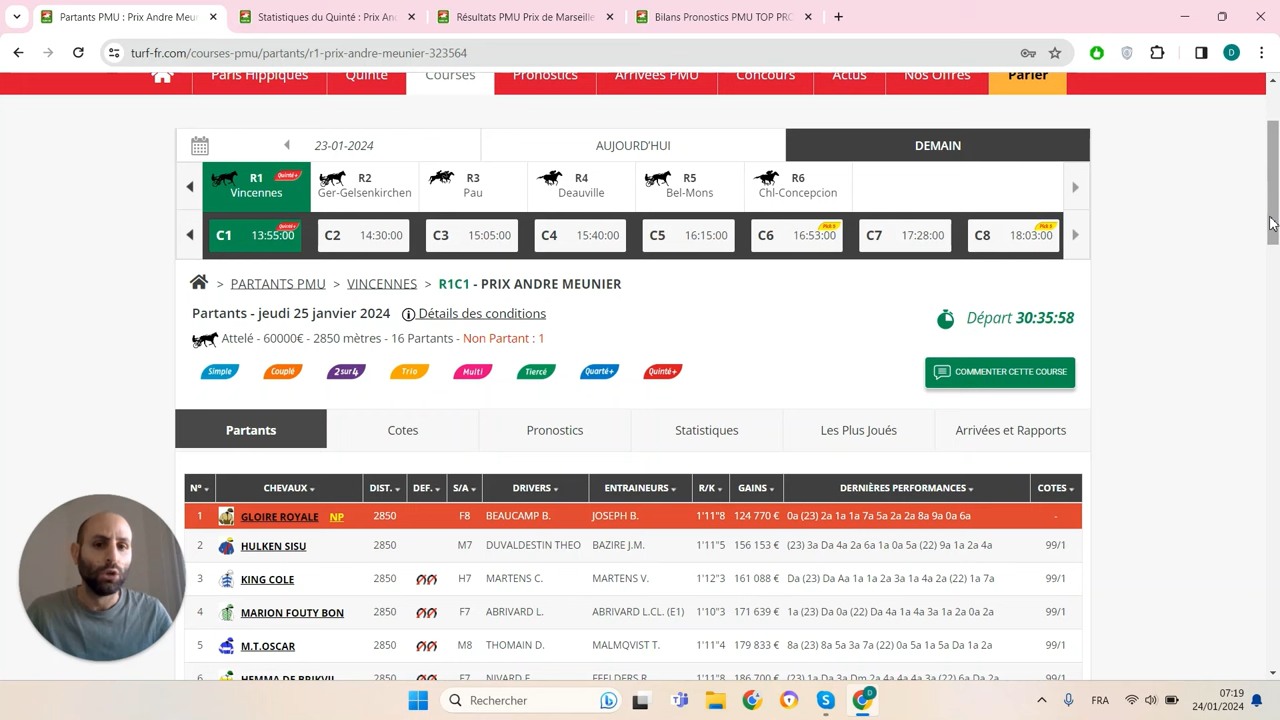 Partants PMU : Prix Andre Meu
Statistiques du Quinté : Prix An
Résultats PMU Prix de Marseille
Bilans Pronostics PMU TOP PRO
turf-fr.com/courses-pmu/partants/r1-prix-andre-meunier-323564
D
Paris Hippiques Quinté Courses Pronostics Arrivées PMU Concours Actus Nos Offres Parier
23-01-2024 AUJOURD'HUI DEMAIN
R1 Quinté+ R2 R3 R4 R5 R6
Vincennes Ger-Gelsenkirchen Pau Deauville Bel-Mons Chl-Concepcion
C1 13:55:00 Quinté+ C2 14:30:00 C3 15:05:00 C4 15:40:00 C5 16:15:00 C6 16:53:00 Pick 5 C7 17:28:00 C8 18:03:00 Pick 5
> PARTANTS PMU > VINCENNES > R1C1 - PRIX ANDRE MEUNIER
Partants - jeudi 25 janvier 2024 Détails des conditions
Départ 30:35:58
Attelé - 60000€ - 2850 mètres - 16 Partants - Non Partant : 1
Simple Couplé 2sur4 Trio Multi Tiercé Quarté+ Quinté+
COMMENTER CETTE COURSE
Partants Cotes Pronostics Statistiques Les Plus Joués Arrivées et Rapports
N° CHEVAUX DIST. DEF. S/A DRIVERS ENTRAINEURS R/K GAINS DERNIÈRES PERFORMANCES COTES
1 GLOIRE ROYALE NP 2850 F8 BEAUCAMP B. JOSEPH B. 1'11"8 124 770 € 0a (23) 2a 1a 1a 7a 5a 2a 2a 8a 9a 0a 6a -
2 HULKEN SISU 2850 M7 DUVALDESTIN THEO BAZIRE J.M. 1'11"5 156 153 € (23) 3a Da 4a 2a 6a 1a 0a 5a (22) 9a 1a 2a 4a 99/1
3 KING COLE 2850 H7 MARTENS C. MARTENS V. 1'12"3 161 088 € Da (23) Da Aa 1a 1a 2a 3a 1a 4a 2a (22) 1a 7a 99/1
4 MARION FOUTY BON 2850 F7 ABRIVARD L. ABRIVARD L.CL. (E1) 1'10"3 171 639 € 1a (23) Da 0a (22) Da 4a 1a 4a 3a 1a 2a 0a 2a 99/1
5 M.T.OSCAR 2850 M8 THOMAIN D. MALMQVIST T. 1'11"4 179 833 € 8a (23) 8a 5a 3a 7a (22) 0a 5a 1a 5a Da 1a 2a 99/1
Rechercher
FRA
07:19
24/01/2024